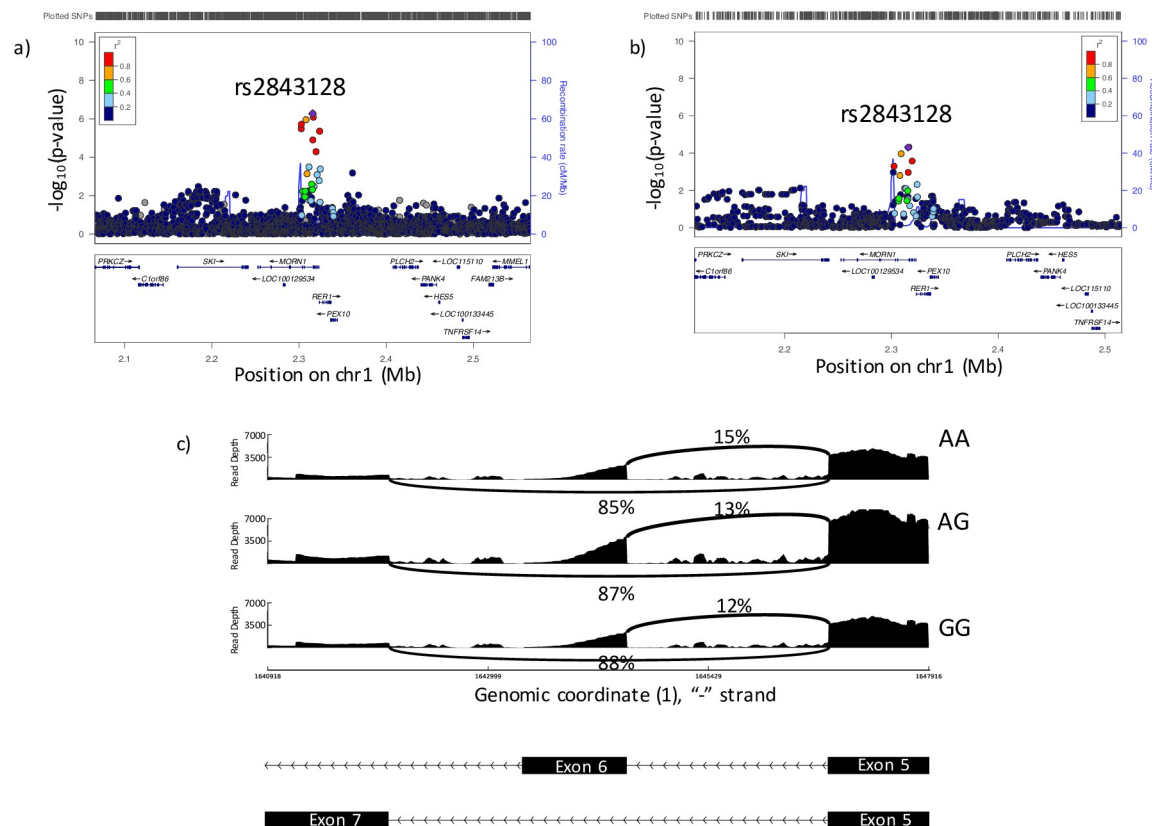 Plotted SNPs
a)
10
8
6
4
2
0
-log10(p-value)
r²
0.8
0.6
0.4
0.2
rs2843128
100
80
60
40
20
0
Recombination rate (cM/Mb)
PRKCZ→
←C1orf86
SKI→
←MORN1
←LOC100129534
RER1→
←PEX10
PLCH2→
←PANK4
←HES5
←LOC115110
←LOC100133445
TNFRSF14→
FAM213B→
←MMEL1
2.1
2.2
2.3
2.4
2.5
Position on chr1 (Mb)
Plotted SNPs
b)
10
8
6
4
2
0
-log10(p-value)
r²
0.8
0.6
0.4
0.2
rs2843128
100
80
60
40
20
0
PRKCZ→
←C1orf86
SKI→
←MORN1
←LOC100129534
←PEX10
RER1→
PLCH2→
←PANK4
←HES5
←LOC115110
←LOC100133445
TNFRSF14→
2.2
2.3
2.4
2.5
Position on chr1 (Mb)
c)
7000
3500
Read Depth
15%
AA
85%
7000
3500
Read Depth
13%
AG
87%
7000
3500
Read Depth
12%
GG
88%
1640918
1642999
1645429
1647916
Genomic coordinate (1), “-” strand
Exon 6
Exon 5
Exon 7
Exon 5